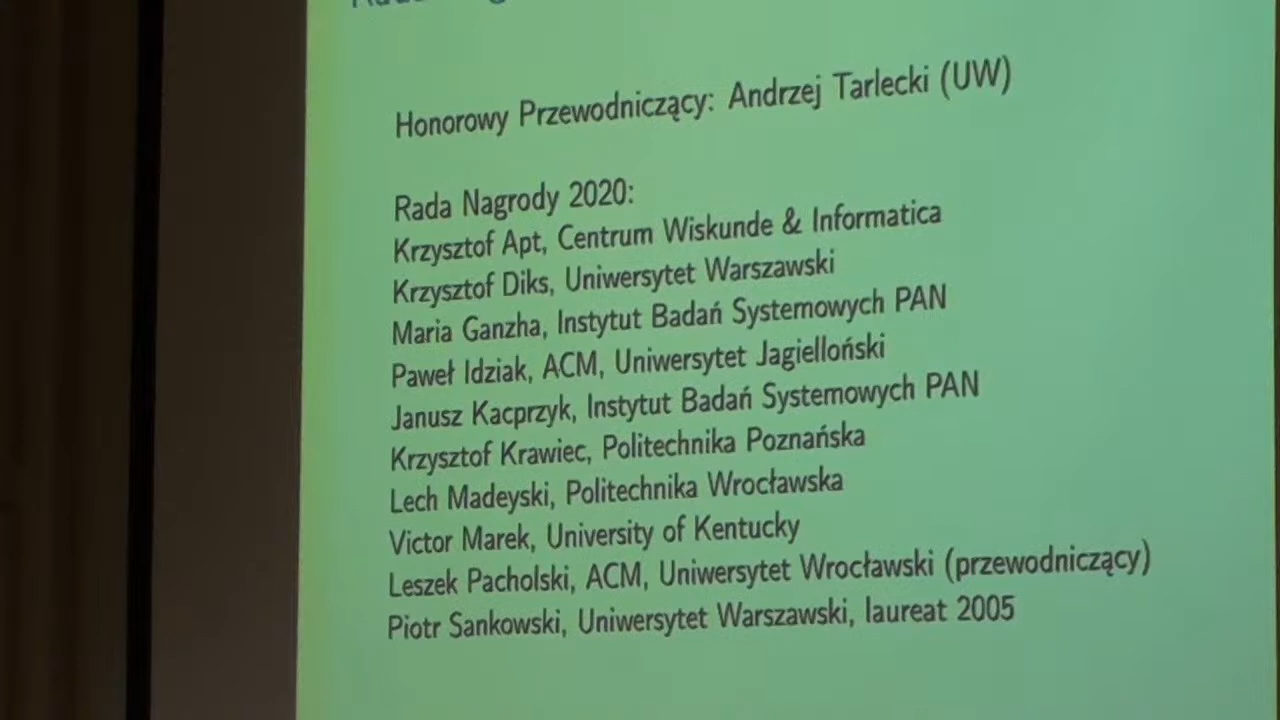 Honorowy Przewodniczący: Andrzej Tarlecki (UW)
Rada Nagrody 2020:
Krzysztof Apt, Centrum Wiskunde & Informatica
Krzysztof Diks, Uniwersytet Warszawski
Maria Ganzha, Instytut Badań Systemowych PAN
Paweł Idziak, ACM, Uniwersytet Jagielloński
Janusz Kacprzyk, Instytut Badań Systemowych PAN
Krzysztof Krawiec, Politechnika Poznańska
Lech Madeyski, Politechnika Wrocławska
Victor Marek, University of Kentucky
Leszek Pacholski, ACM, Uniwersytet Wrocławski (przewodniczący)
Piotr Sankowski, Uniwersytet Warszawski, laureat 2005